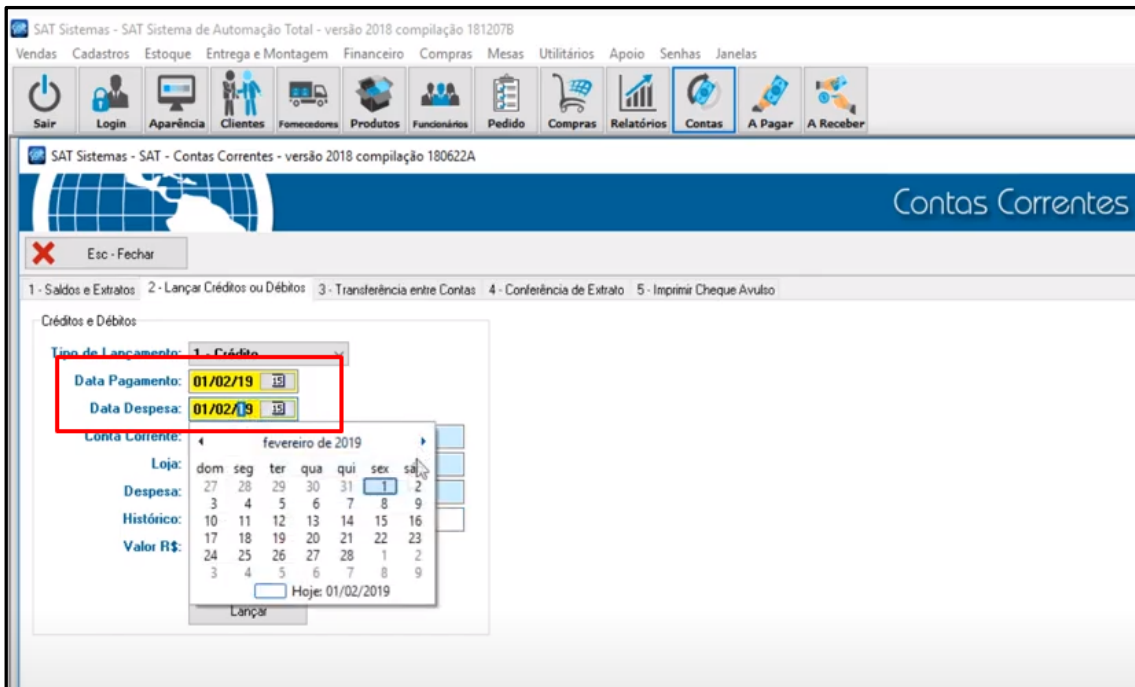 SAT Sistemas - SAT Sistema de Automação Total - versão 2018 compilação 181207B
Vendas Cadastros Estoque Entrega e Montagem Financeiro Compras Mesas Utilitários Apoio Senhas Janelas
Sair Login Aparência Clientes Fornecedores Produtos Funcionários Pedido Compras Relatórios Contas A Pagar A Receber
SAT Sistemas - SAT - Contas Correntes - versão 2018 compilação 180622A
Contas Correntes
Esc - Fechar
1 - Saldos e Extratos 2 - Lançar Créditos ou Débitos 3 - Transferência entre Contas 4 - Conferência de Extrato 5 - Imprimir Cheque Avulso
Créditos e Débitos
Tipo de Lançamento: 1 - Crédito
Data Pagamento: 01/02/19 15
Data Despesa: 01/02/19 15
Conta Corrente:
Loja:
Despesa:
Histórico:
Valor R$:
fevereiro de 2019
dom seg ter qua qui sex sá
27 28 29 30 31 1 2
3 4 5 6 7 8 9
10 11 12 13 14 15 16
17 18 19 20 21 22 23
24 25 26 27 28 1 2
3 4 5 6 7 8 9
Hoje: 01/02/2019
Lançar